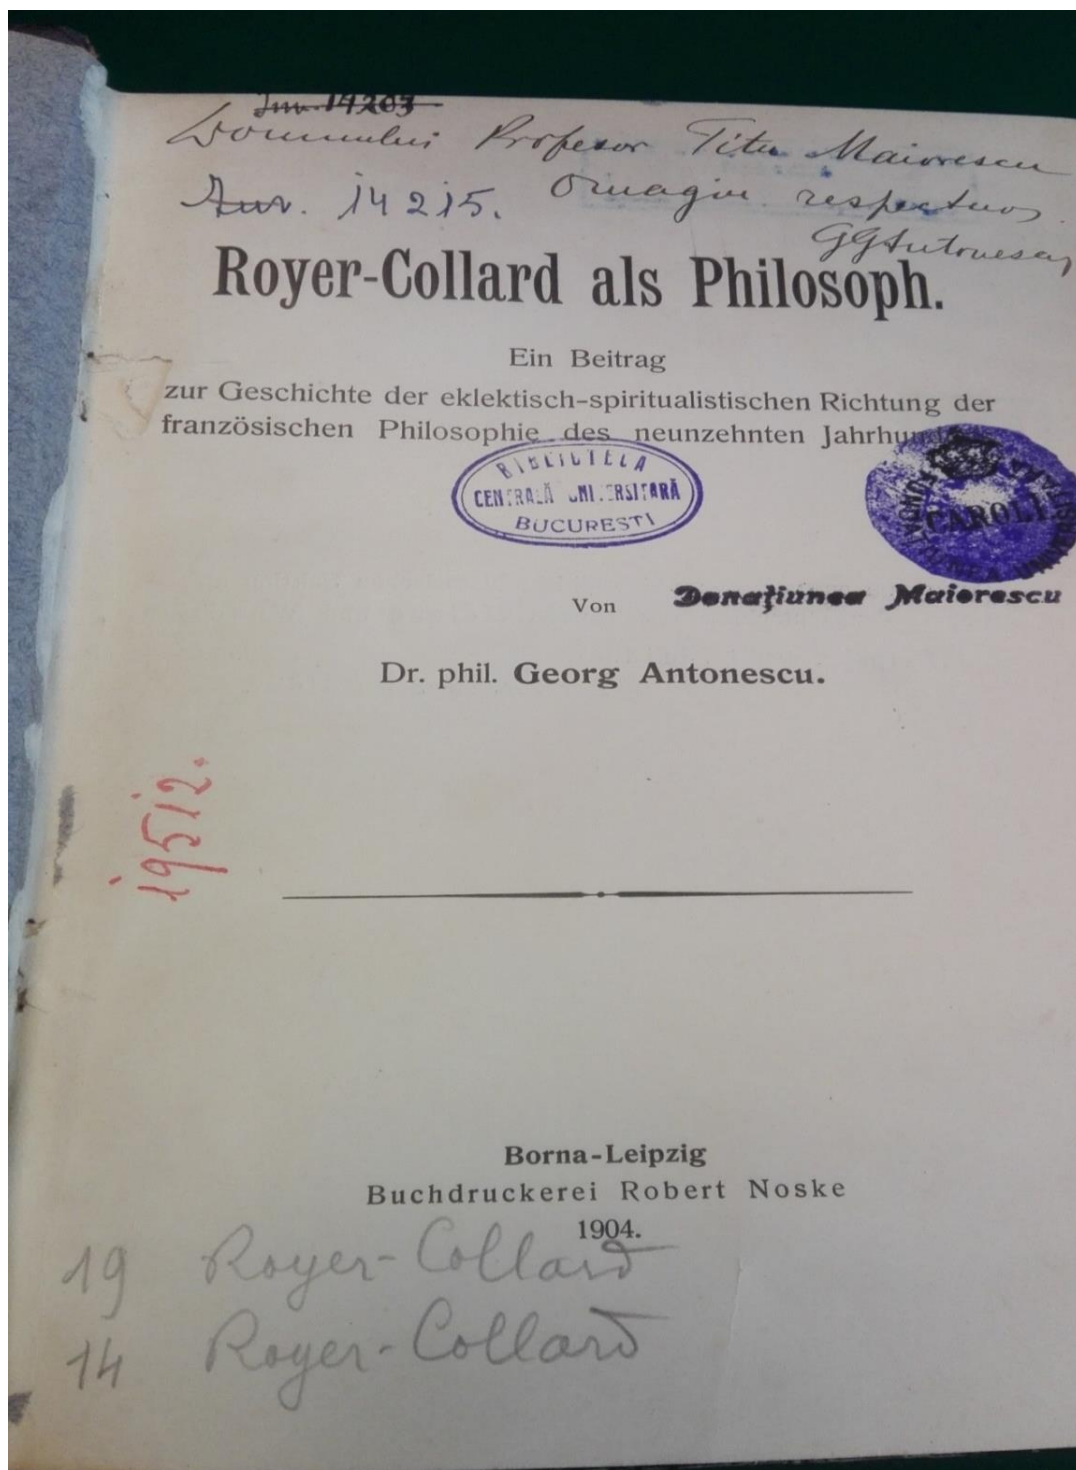 Inv. 14203
Domnului Profesor Titu Maiorescu
Omagiu respectuos
Inv. 14215.
GGAntonescu
Royer-Collard als Philosoph.
Ein Beitrag
zur Geschichte der eklektisch-spiritualistischen Richtung der
französischen Philosophie des neunzehnten
BIBLIOTECA
CENTRALĂ UNIVERSITARĂ
BUCUREȘTI
CAROL I
Donațiunea Maiorescu
Von
Dr. phil. Georg Antonescu.
19512.
Borna-Leipzig
Buchdruckerei Robert Noske
1904.
19 Royer-Collard
14 Royer-Collard